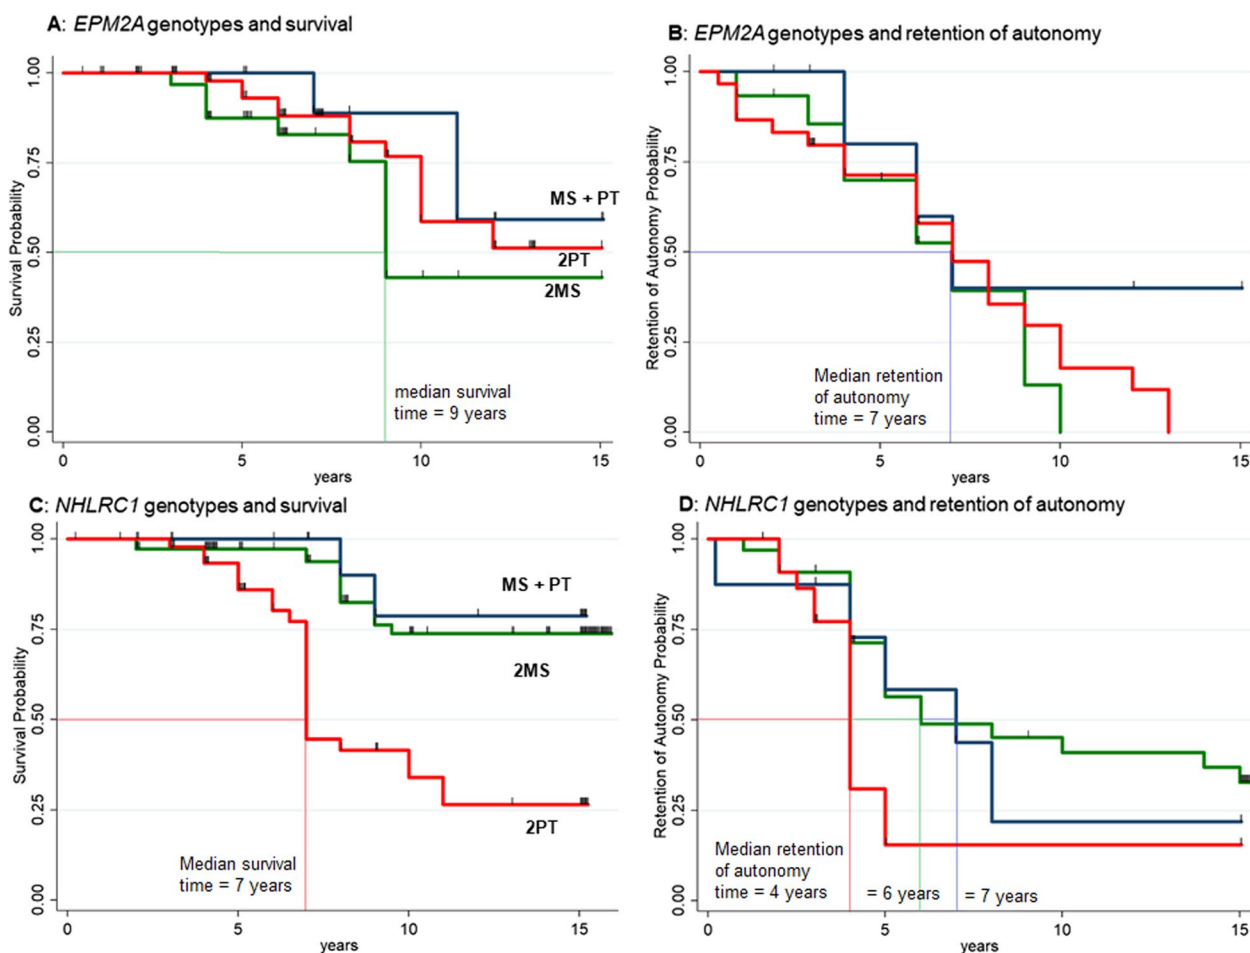 A: EPM2A genotypes and survival
Survival Probability
1.00
0.75
0.50
0.25
0.00
MS + PT
2PT
2MS
median survival
time = 9 years
0 5 10 15
years
B: EPM2A genotypes and retention of autonomy
Retention of Autonomy Probability
1.00
0.75
0.50
0.25
0.00
Median retention
of autonomy
time = 7 years
0 5 10 15
years
C: NHLRC1 genotypes and survival
Survival Probability
1.00
0.75
0.50
0.25
0.00
MS + PT
2MS
2PT
Median survival
time = 7 years
0 5 10 15
years
D: NHLRC1 genotypes and retention of autonomy
Retention of Autonomy Probability
1.00
0.75
0.50
0.25
0.00
Median retention
of autonomy
time = 4 years = 6 years = 7 years
0 5 10 15
years